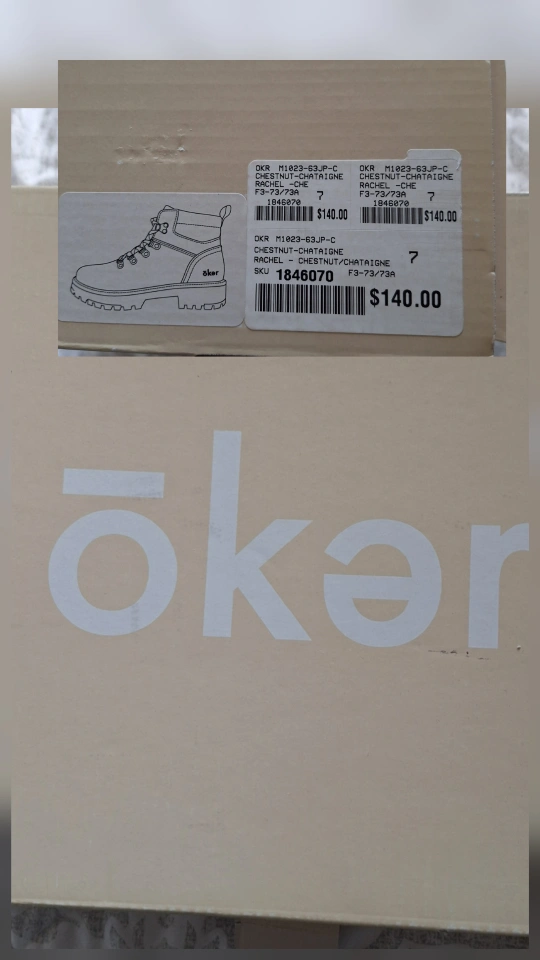 OKR M1023-63JP-C
CHESTNUT-CHATAIGNE
RACHEL -CHE
F3-73/73A 7
1846070
$140.00
OKR M1023-63JP-C
CHESTNUT-CHATAIGNE
RACHEL -CHE
F3-73/73A 7
1846070
$140.00
OKR M1023-63JP-C
CHESTNUT-CHATAIGNE 7
RACHEL - CHESTNUT/CHATAIGNE
SKU 1846070 F3-73/73A
$140.00
ōkər
ōkər